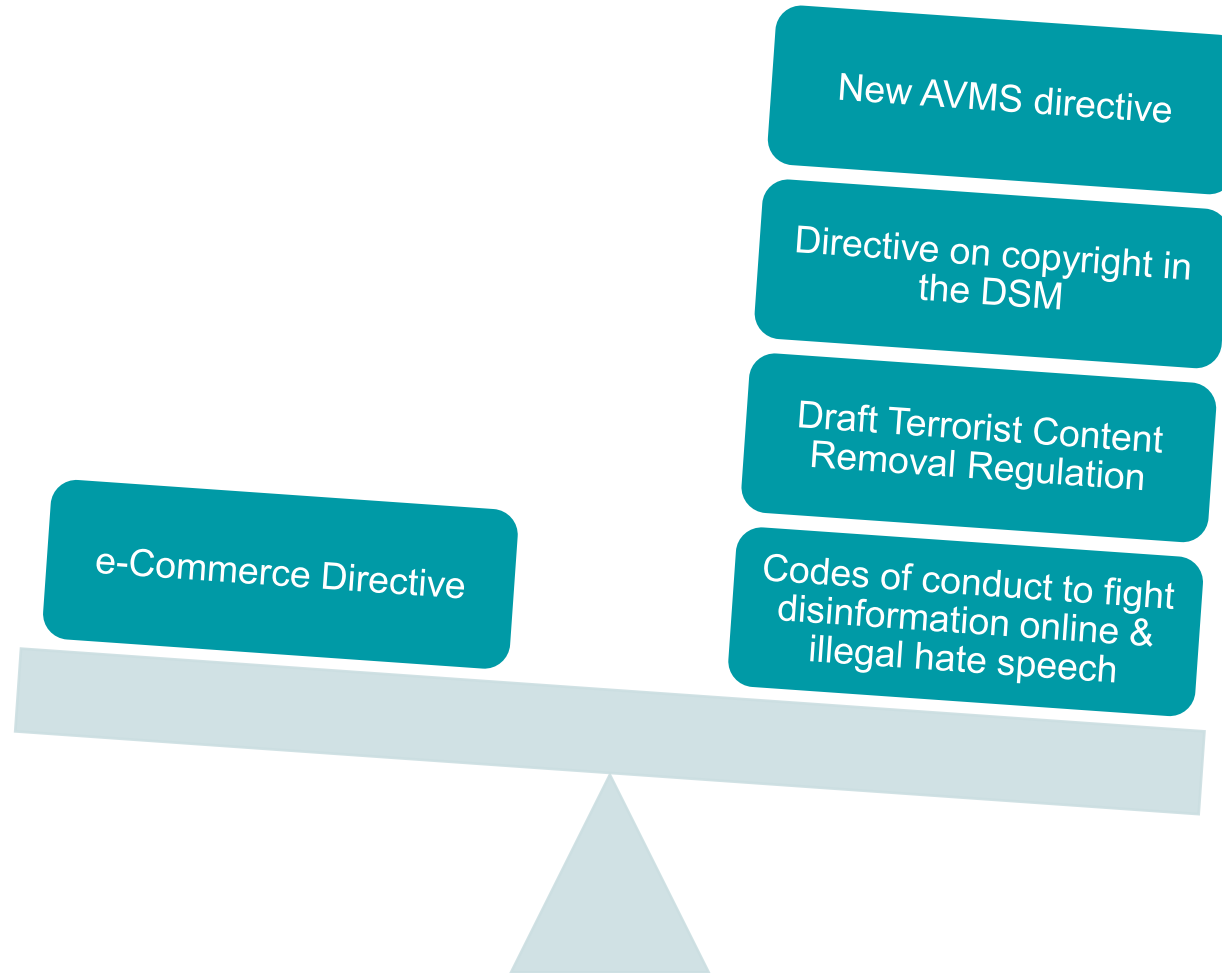 New AVMS directive
Directive on copyright in
the DSM
Draft Terrorist Content
Removal Regulation
e-Commerce Directive
Codes of conduct to fight
disinformation online &
illegal hate speech